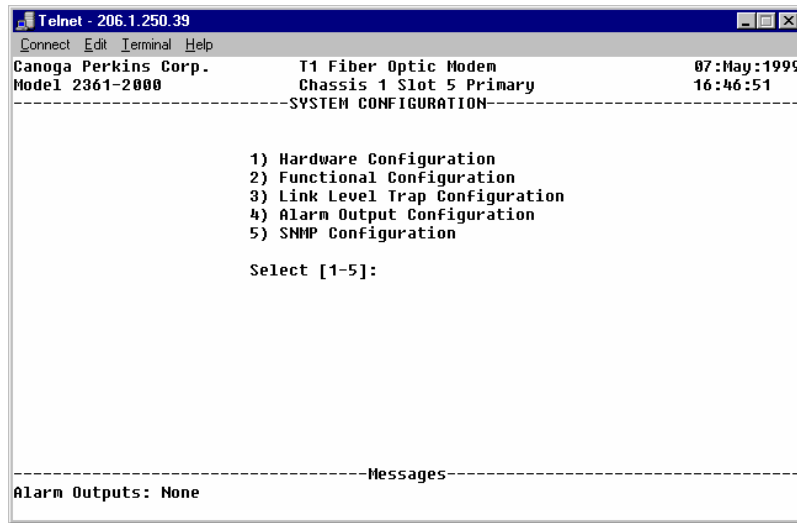 Telnet - 206.1.250.39
Connect Edit Terminal Help
Canoga Perkins Corp. T1 Fiber Optic Modem 07:May:1999
Model 2361-2000 Chassis 1 Slot 5 Primary 16:46:51
------------------------------SYSTEM CONFIGURATION----------------------------------
1) Hardware Configuration
2) Functional Configuration
3) Link Level Trap Configuration
4) Alarm Output Configuration
5) SNMP Configuration
Select [1-5]:
------------------------------------Messages------------------------------------
Alarm Outputs: None